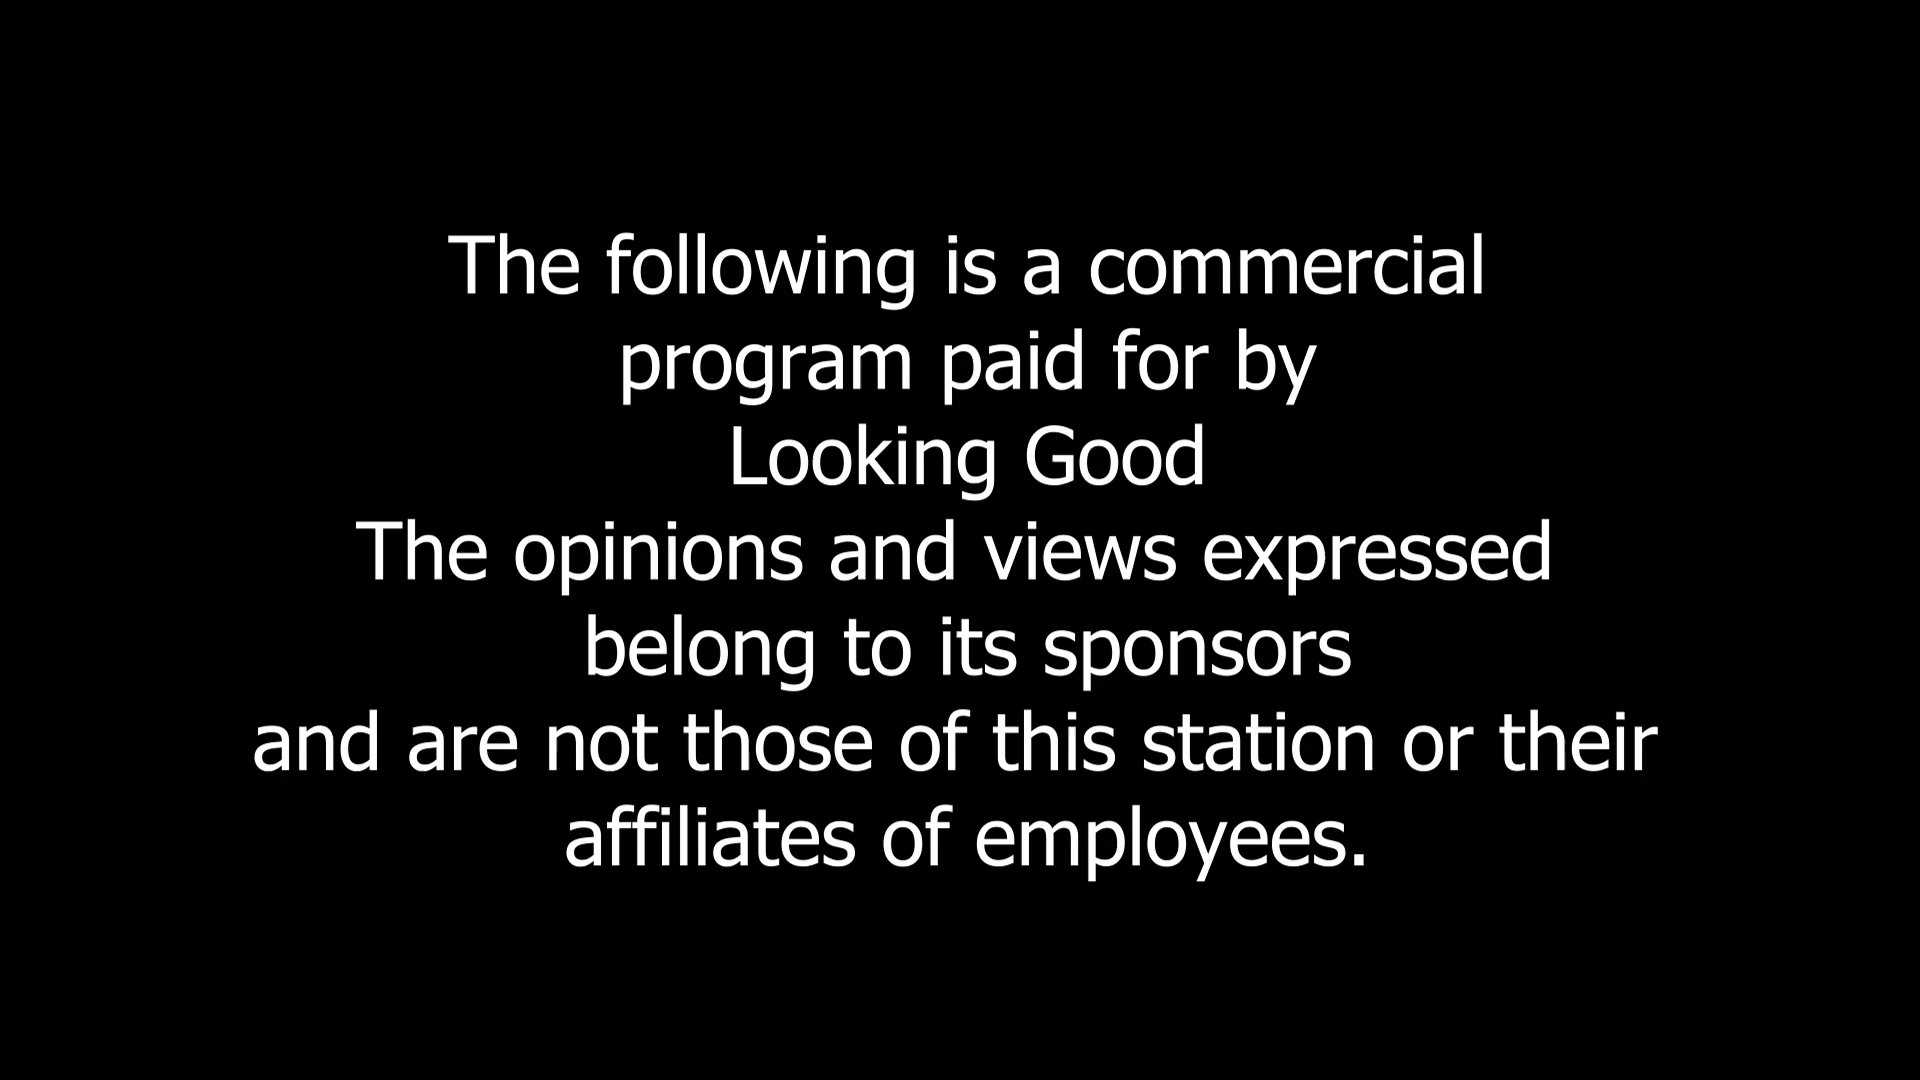 The following is a commercial
program paid for by
Looking Good
The opinions and views expressed
belong to its sponsors
and are not those of this station or their
affiliates of employees.